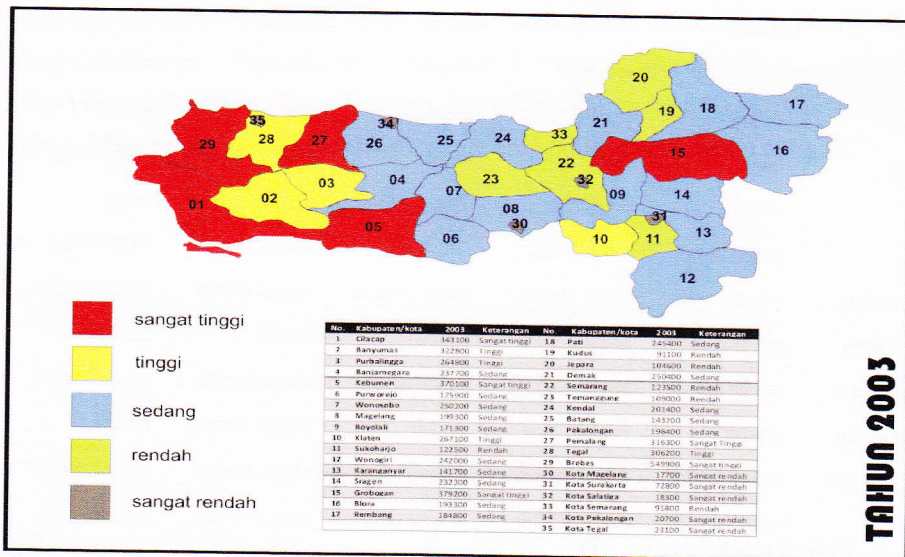 20
19
18
17
35
34
33
21
29
28
27
26
25
24
22
15
16
03
04
23
32
09
14
01
02
07
08
31
05
30
06
10
11
13
12
sangat tinggi
tinggi
sedang
rendah
sangat rendah
No. Kabupaten/kota 2003 Keterangan No. Kabupaten/kota 2003 Keterangan
1 Cilacap 343100 Sangat tinggi 18 Pati 245400 Sedang
2 Banyumas 322800 Tinggi 19 Kudus 91100 Rendah
3 Purbalingga 264800 Tinggi 20 Jepara 104600 Rendah
4 Banjarnegara 237700 Sedang 21 Demak 250400 Sedang
5 Kebumen 370100 Sangat tinggi 22 Semarang 123500 Rendah
6 Purworejo 175900 Sedang 23 Temanggung 109000 Rendah
7 Wonosobo 250200 Sedang 24 Kendal 201400 Sedang
8 Magelang 199300 Sedang 25 Batang 143200 Sedang
9 Boyolali 171300 Sedang 26 Pekalongan 196400 Sedang
10 Klaten 267100 Tinggi 27 Pemalang 316300 Sangat Tinggi
11 Sukoharjo 122500 Rendah 28 Tegal 306200 Tinggi
12 Wonogiri 242000 Sedang 29 Brebes 549900 Sangat tinggi
13 Karanganyar 141700 Sedang 30 Kota Magelang 17700 Sangat rendah
14 Sragen 232300 Sedang 31 Kota Surakarta 72800 Sangat rendah
15 Grobogan 379200 Sangat tinggi 32 Kota Salatiga 18300 Sangat rendah
16 Blora 193300 Sedang 33 Kota Semarang 91800 Rendah
17 Rembang 184800 Sedang 34 Kota Pekalongan 20700 Sangat rendah
35 Kota Tegal 23100 Sangat rendah
TAHUN 2003